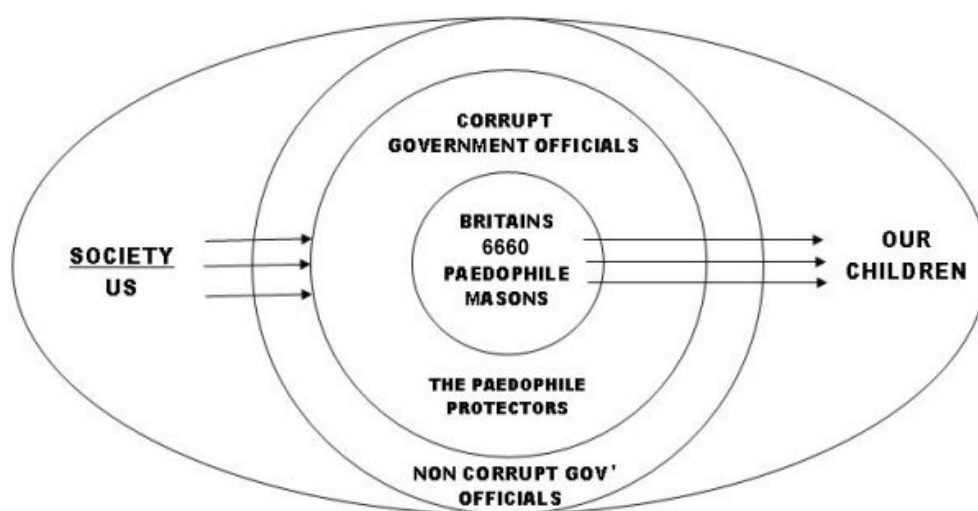 CORRUPT
GOVERNMENT OFFICIALS
SOCIETY
US
BRITAINS
6660
PAEDOPHILE
MASONS
OUR
CHILDREN
THE PAEDOPHILE
PROTECTORS
NON CORRUPT GOV'
OFFICIALS